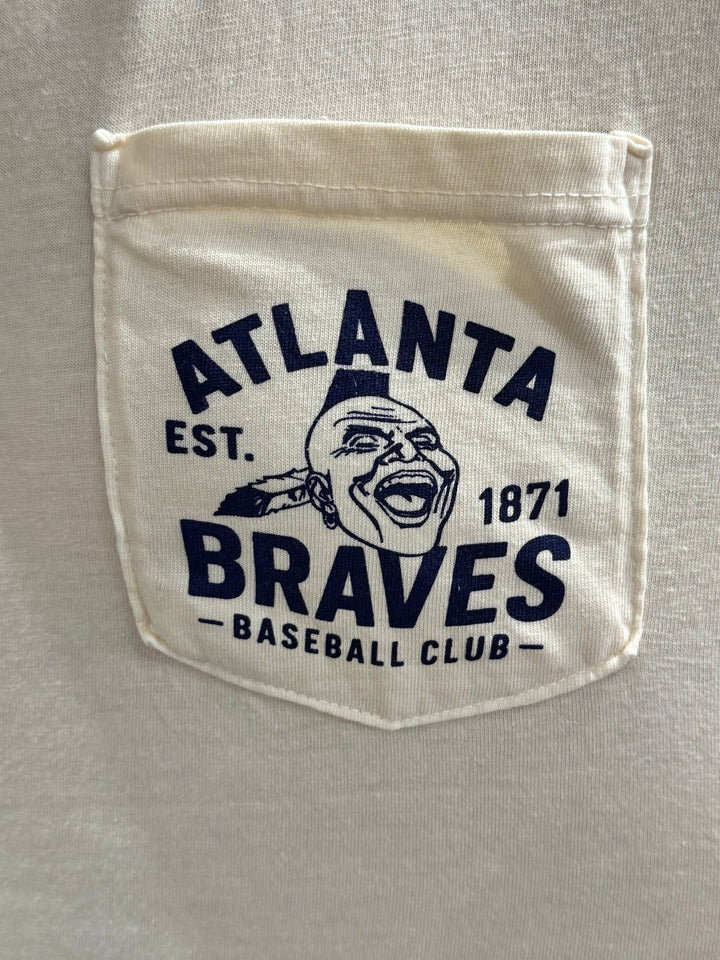 ATLANTA
EST.
1871
BRAVES
– BASEBALL CLUB –